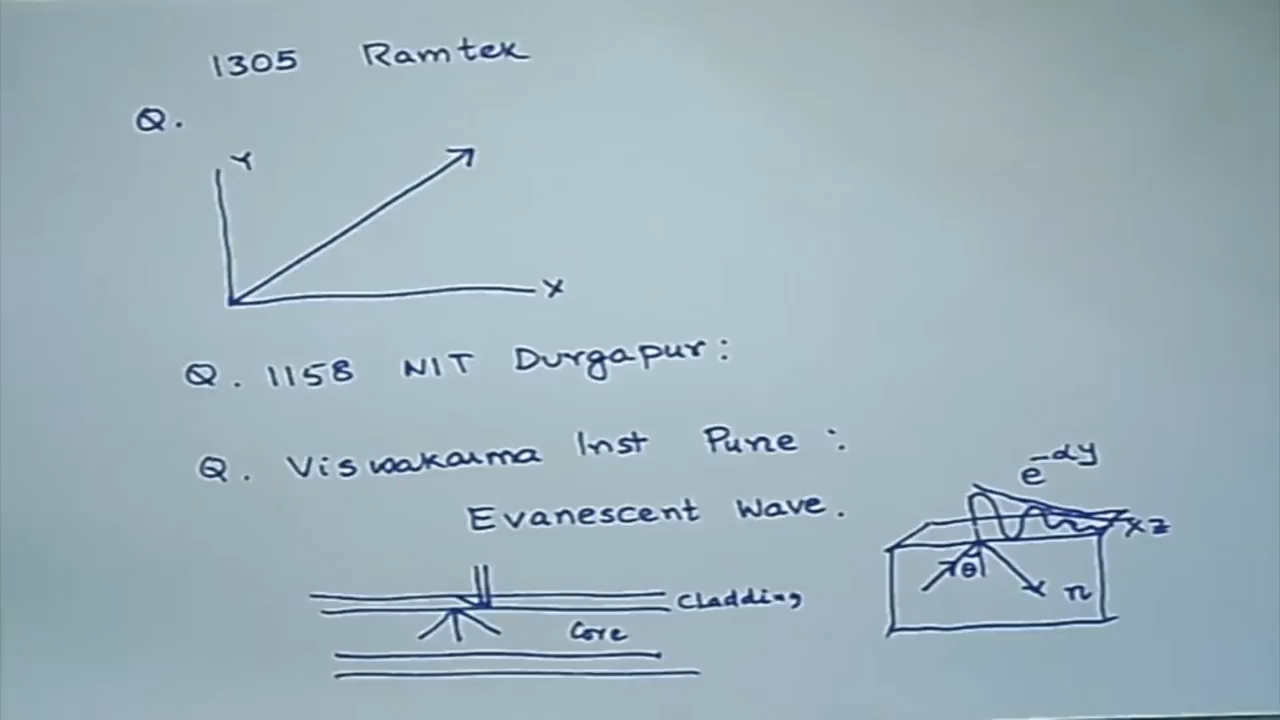 1305 Ramtek
Q.
Y
X
Q. 1158 NIT Durgapur:
Q. Viswakarma Inst Pune:
Evanescent Wave.
e^-αy
xz
θ
n
Cladding
Core